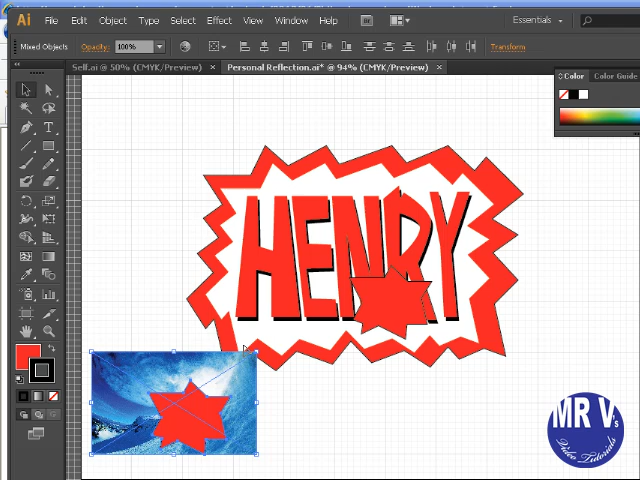 Ai File Edit Object Type Select Effect View Window Help Br Essentials
Mixed Objects Opacity: 100% Transform
Self.ai @ 50% (CMYK/Preview) × Personal Reflection.ai* @ 94% (CMYK/Preview) ×
Color Color Guide
T
HENRY
MR V's
Video Tutorials